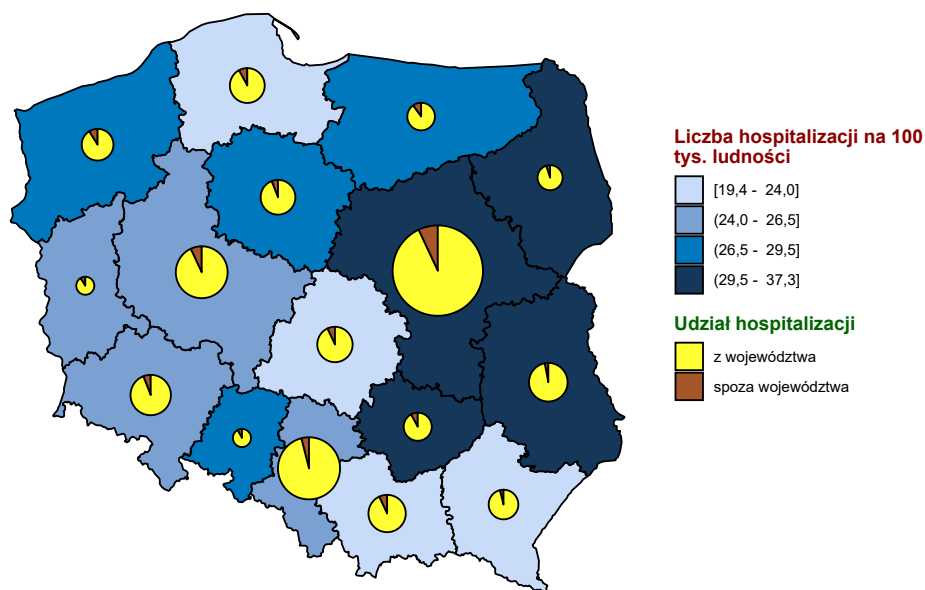 Liczba hospitalizacji na 100
tys. ludności
[19,4 - 24,0]
(24,0 - 26,5]
(26,5 - 29,5]
(29,5 - 37,3]
Udział hospitalizacji
z województwa
spoza województwa